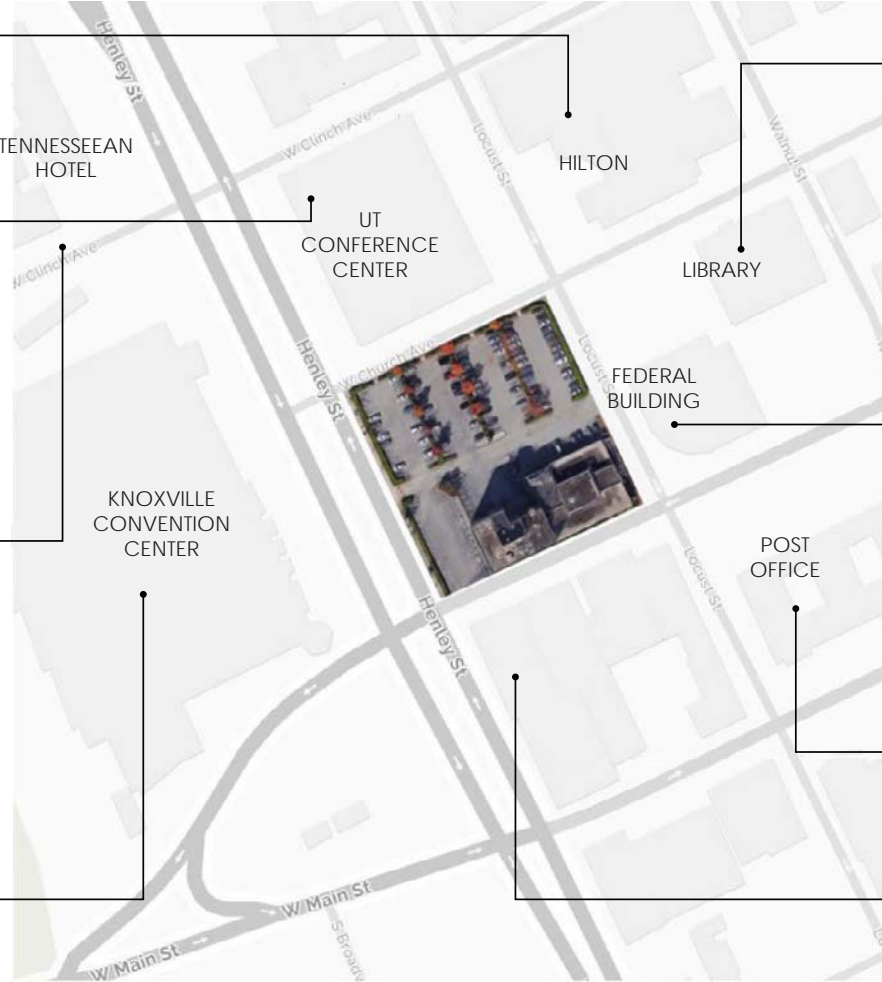 Henley St
TENNESSEEAN
HOTEL
W Clinch Ave
Locust St
HILTON
Walnut St
UT
CONFERENCE
CENTER
W Clinch Ave
LIBRARY
Henley St
W Church Ave
Locust St
FEDERAL
BUILDING
KNOXVILLE
CONVENTION
CENTER
POST
OFFICE
Locust St
Henley St
W Main St
W Main St